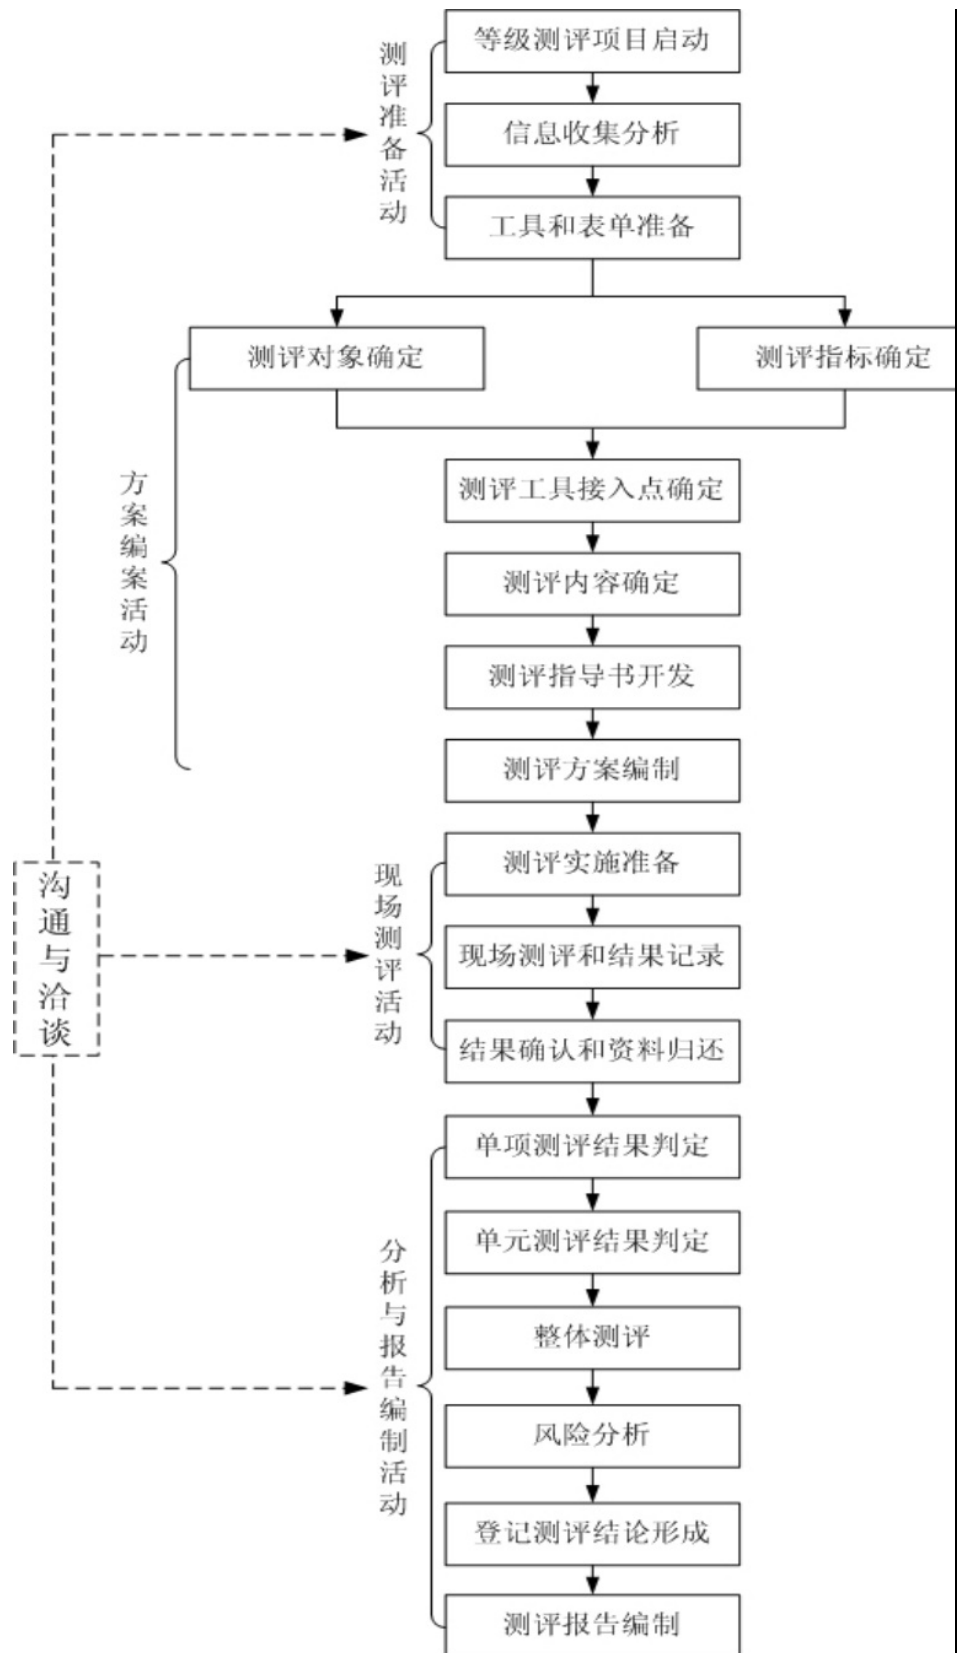 等级测评项目启动
测评准备活动
信息收集分析
工具和表单准备
测评对象确定
测评指标确定
方案编案活动
测评工具接入点确定
测评内容确定
测评指导书开发
测评方案编制
沟通与洽谈
现场测评活动
测评实施准备
现场测评和结果记录
结果确认和资料归还
分析与报告编制活动
单项测评结果判定
单元测评结果判定
整体测评
风险分析
登记测评结论形成
测评报告编制